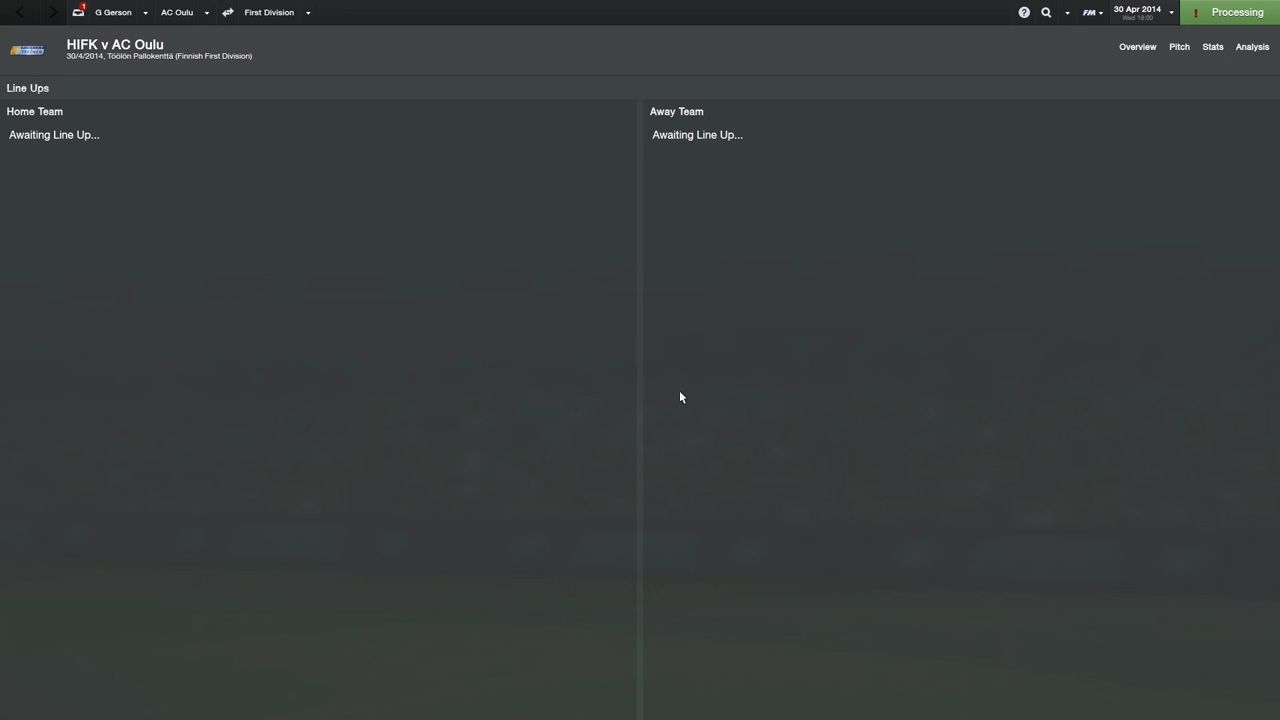 1
G Gerson
AC Oulu
First Division
FM
30 Apr 2014
Wed 18:00
! Processing
HIFK v AC Oulu
30/4/2014, Töölön Pallokenttä (Finnish First Division)
Overview
Pitch
Stats
Analysis
Line Ups
Home Team
Away Team
Awaiting Line Up...
Awaiting Line Up...